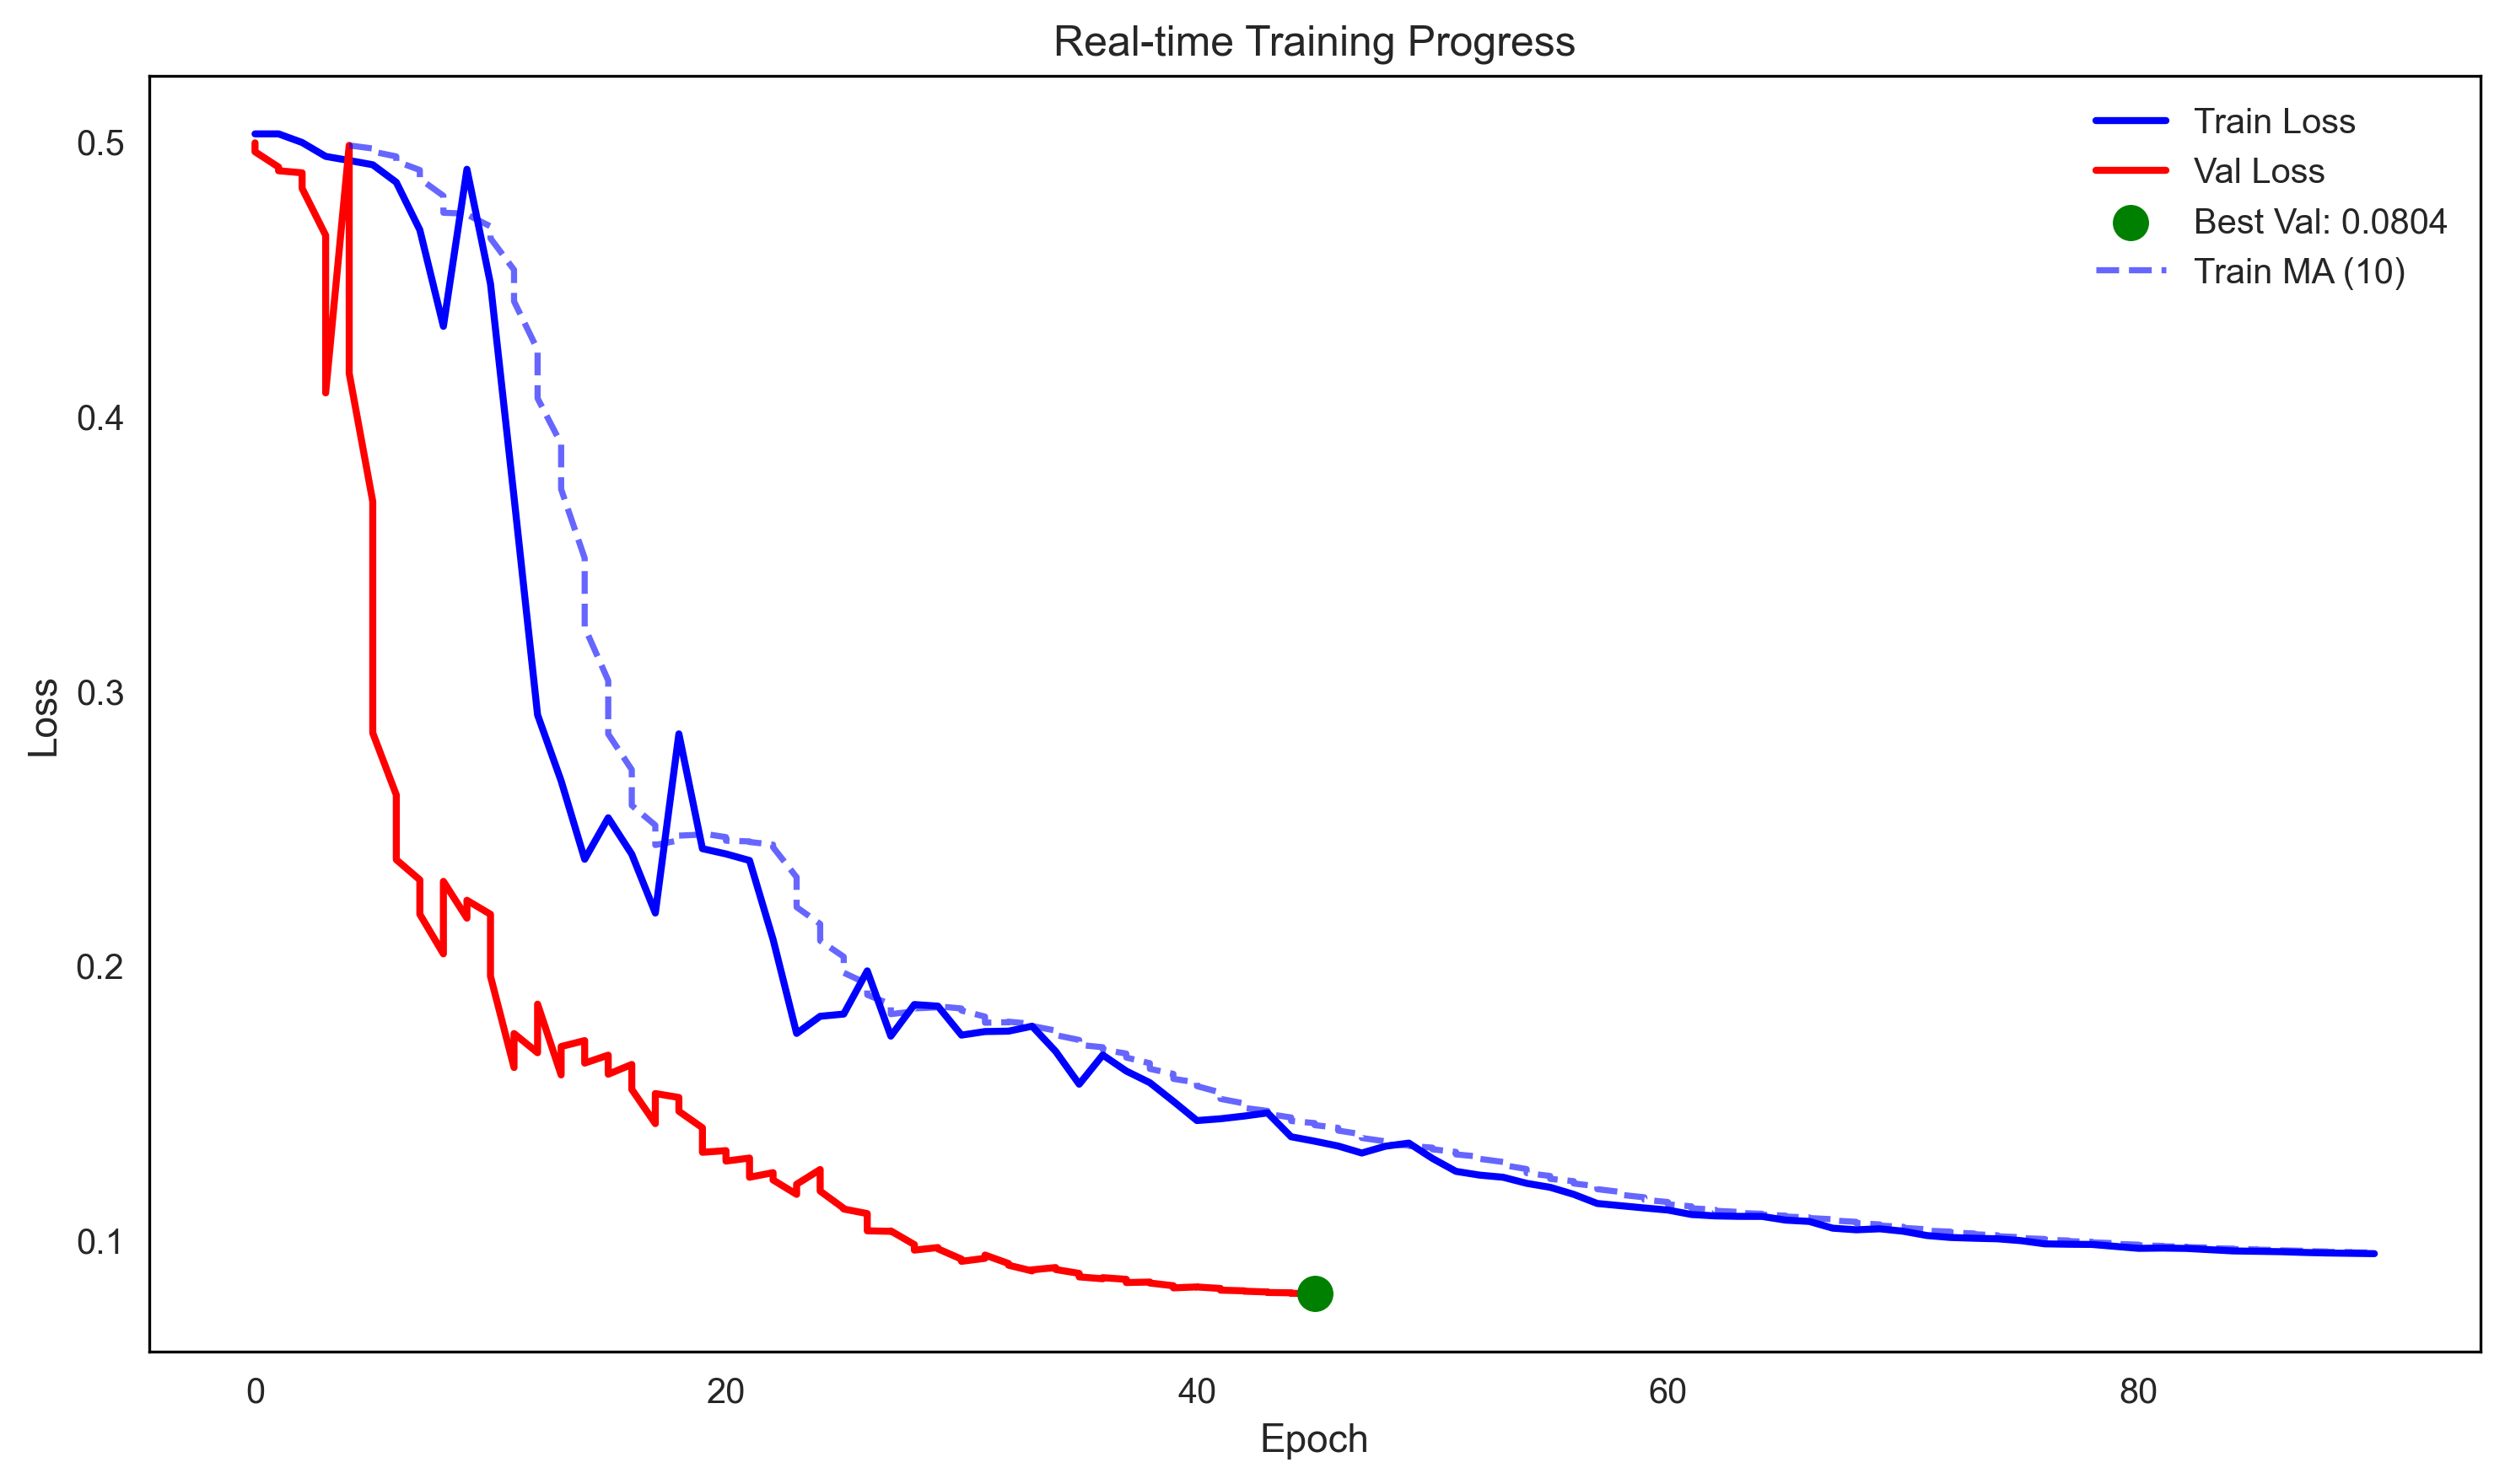 Real-time Training Progress
Train Loss
Val Loss
Best Val: 0.0804
Train MA (10)
Loss
0.5
0.4
0.3
0.2
0.1
0
20
40
60
80
Epoch